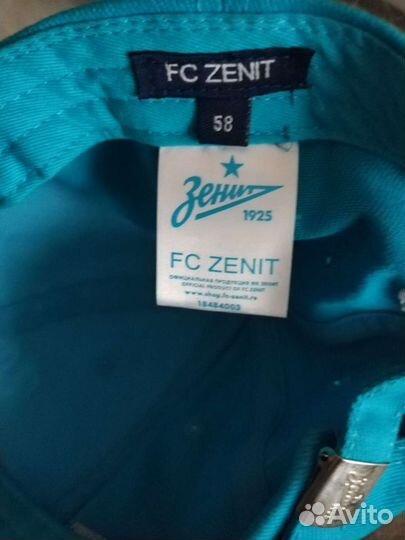 FC ZENIT
58
Зенит
1925
FC ZENIT
ОФИЦИАЛЬНАЯ ПРОДУКЦИЯ ФК ЗЕНИТ
OFFICIAL PRODUCT OF FC ZENIT
www.shop.fc-zenit.ru
18484003
Avito